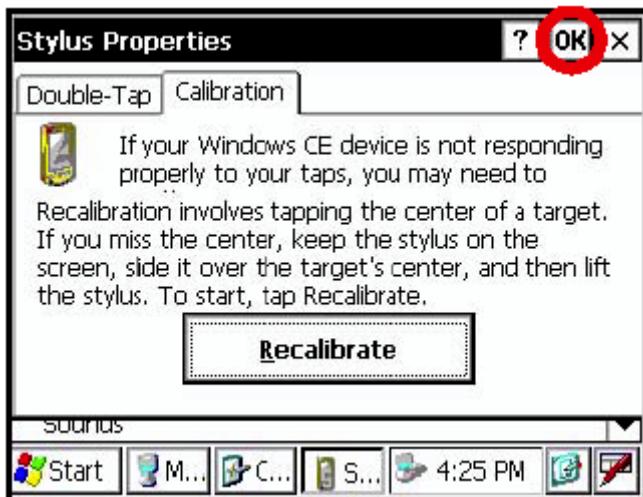 Stylus Properties ? OK ×
Double-Tap Calibration
If your Windows CE device is not responding
properly to your taps, you may need to
Recalibration involves tapping the center of a target.
If you miss the center, keep the stylus on the
screen, slide it over the target's center, and then lift
the stylus. To start, tap Recalibrate.
Recalibrate
Start M... C... S... 4:25 PM